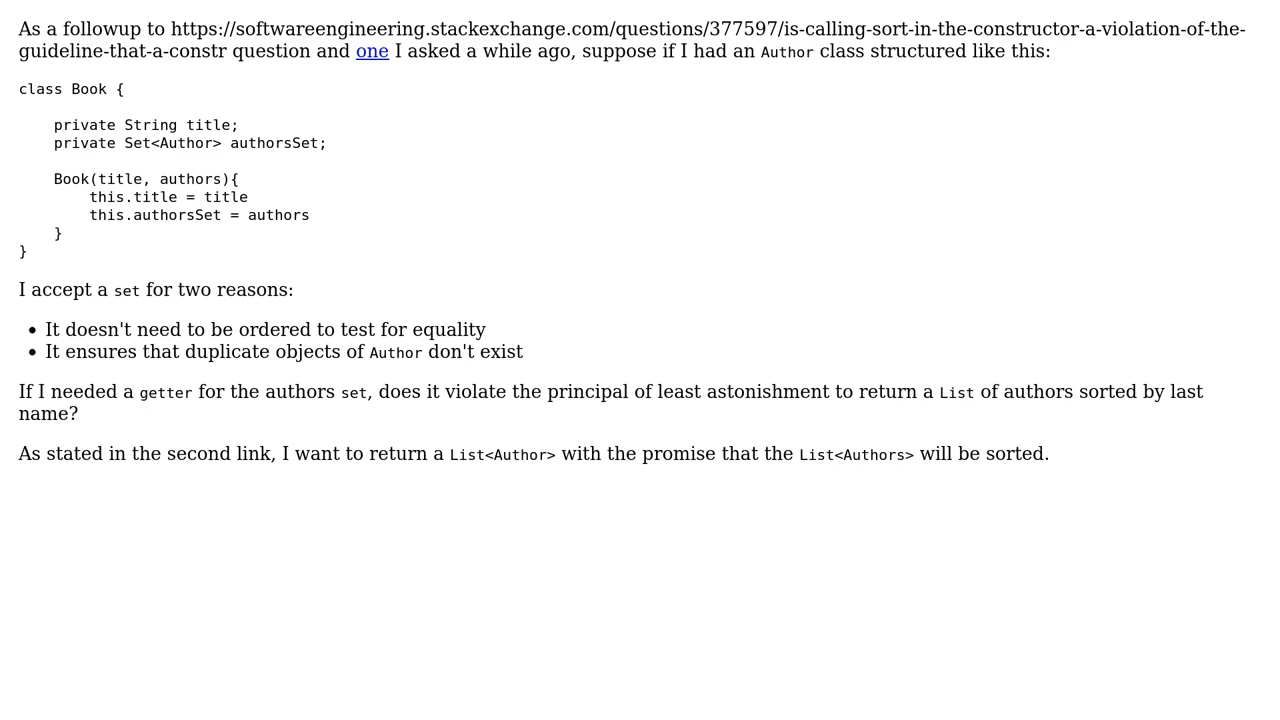 As a followup to https://softwareengineering.stackexchange.com/questions/377597/is-calling-sort-in-the-constructor-a-violation-of-the-
guideline-that-a-constr question and one I asked a while ago, suppose if I had an Author class structured like this:
class Book {
    private String title;
    private Set<Author> authorsSet;
    Book(title, authors){
        this.title = title
        this.authorsSet = authors
    }
}
I accept a set for two reasons:
• It doesn't need to be ordered to test for equality
• It ensures that duplicate objects of Author don't exist
If I needed a getter for the authors set, does it violate the principal of least astonishment to return a List of authors sorted by last
name?
As stated in the second link, I want to return a List<Author> with the promise that the List<Authors> will be sorted.